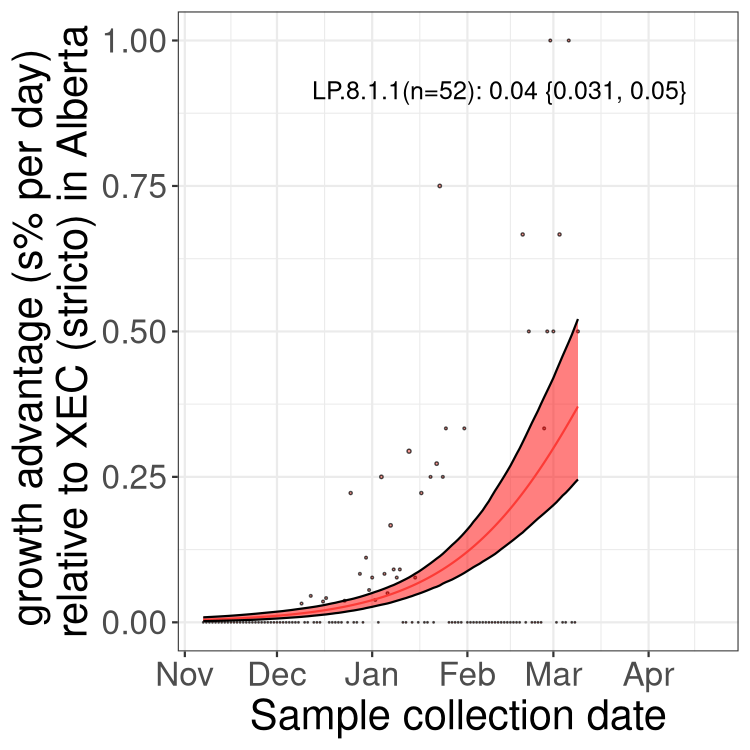 growth advantage (s% per day)
relative to XEC (stricto) in Alberta
1.00
0.75
0.50
0.25
0.00
LP.8.1.1(n=52): 0.04 {0.031, 0.05}
Nov Dec Jan Feb Mar Apr
Sample collection date